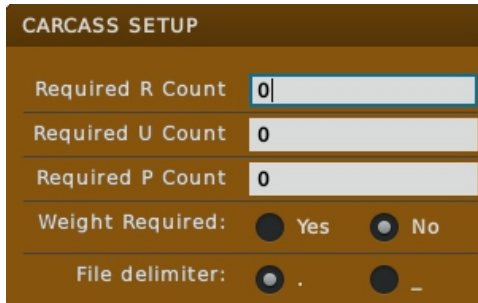 CARCASS SETUP
Required R Count 0
Required U Count 0
Required P Count 0
Weight Required: Yes No
File delimiter: . _